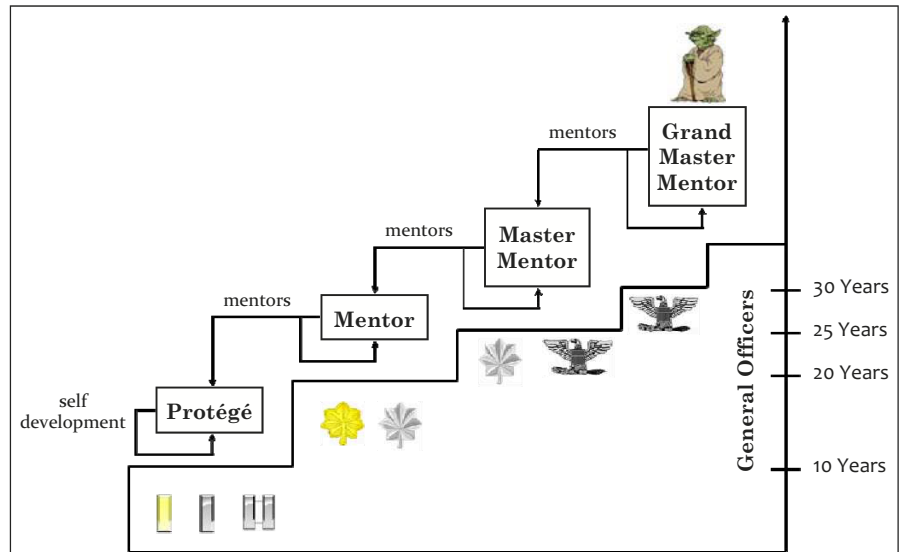 mentors
Grand
Master
Mentor
mentors
Master
Mentor
mentors
Mentor
self
development
Protégé
General Officers
30 Years
25 Years
20 Years
10 Years